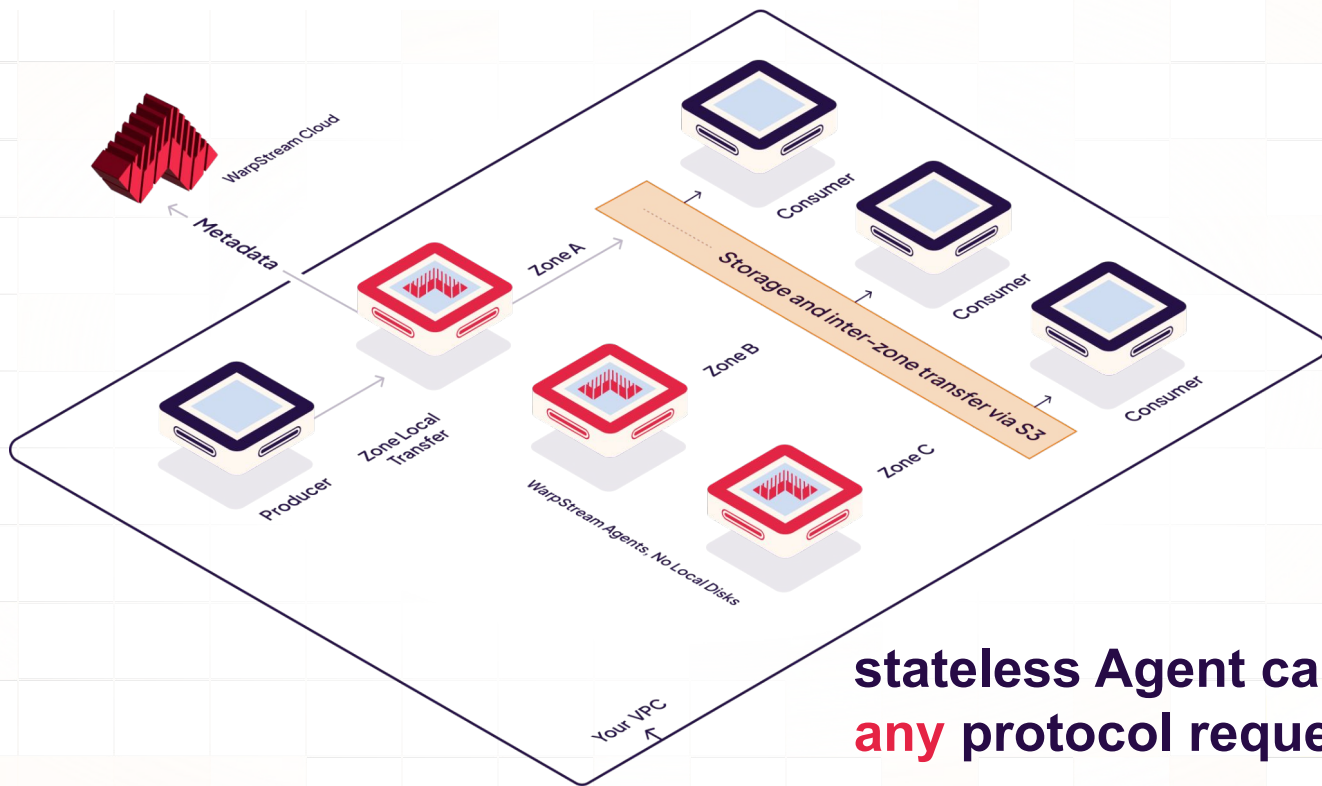 WarpStream Cloud
Metadata
Zone A
Consumer
Storage and inter-zone transfer via S3
Consumer
Zone B
Consumer
Zone Local
Transfer
Producer
Zone C
WarpStream Agents, No Local Disks
Your VPC
stateless Agent ca
any protocol reque